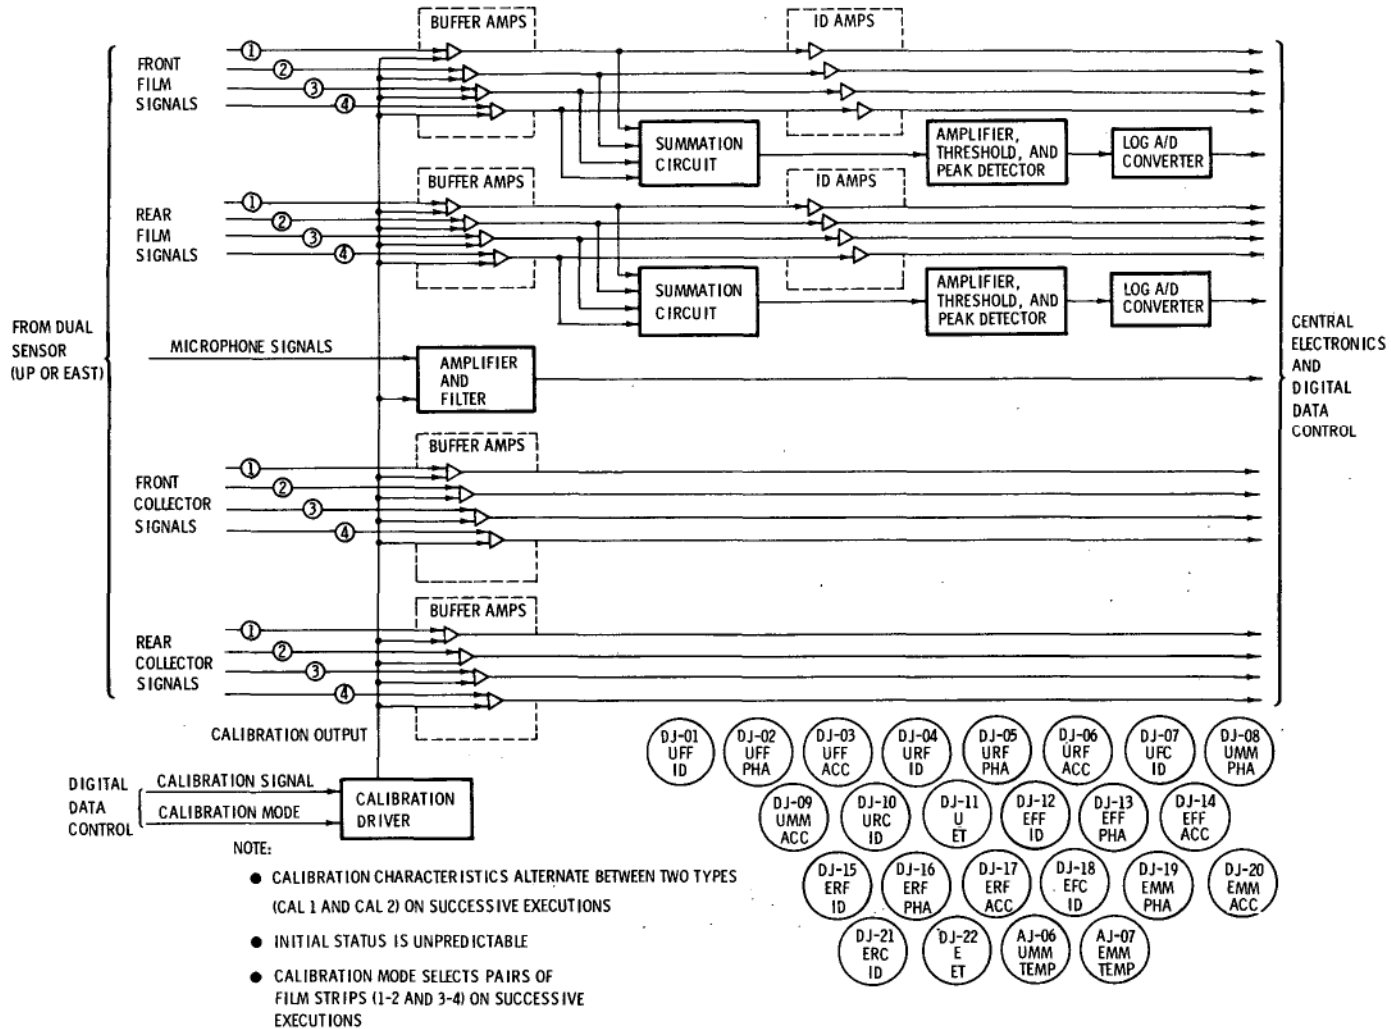 BUFFER AMPS
ID AMPS
FRONT
FILM
SIGNALS
1
2
3
4
SUMMATION
CIRCUIT
AMPLIFIER,
THRESHOLD, AND
PEAK DETECTOR
LOG A/D
CONVERTER
BUFFER AMPS
ID AMPS
REAR
FILM
SIGNALS
1
2
3
4
SUMMATION
CIRCUIT
AMPLIFIER,
THRESHOLD, AND
PEAK DETECTOR
LOG A/D
CONVERTER
FROM DUAL
SENSOR
(UP OR EAST)
MICROPHONE SIGNALS
AMPLIFIER
AND
FILTER
CENTRAL
ELECTRONICS
AND
DIGITAL
DATA
CONTROL
BUFFER AMPS
FRONT
COLLECTOR
SIGNALS
1
2
3
4
BUFFER AMPS
REAR
COLLECTOR
SIGNALS
1
2
3
4
CALIBRATION OUTPUT
DIGITAL
DATA
CONTROL
CALIBRATION SIGNAL
CALIBRATION MODE
CALIBRATION
DRIVER
DJ-01
UFF
ID
DJ-02
UFF
PHA
DJ-03
UFF
ACC
DJ-04
URF
ID
DJ-05
URF
PHA
DJ-06
URF
ACC
DJ-07
UFC
ID
DJ-08
UMM
PHA
DJ-09
UMM
ACC
DJ-10
URC
ID
DJ-11
U
ET
DJ-12
EFF
ID
DJ-13
EFF
PHA
DJ-14
EFF
ACC
DJ-15
ERF
ID
DJ-16
ERF
PHA
DJ-17
ERF
ACC
DJ-18
EFC
ID
DJ-19
EMM
PHA
DJ-20
EMM
ACC
DJ-21
ERC
ID
DJ-22
E
ET
AJ-06
UMM
TEMP
AJ-07
EMM
TEMP
NOTE:
● CALIBRATION CHARACTERISTICS ALTERNATE BETWEEN TWO TYPES
(CAL 1 AND CAL 2) ON SUCCESSIVE EXECUTIONS
● INITIAL STATUS IS UNPREDICTABLE
● CALIBRATION MODE SELECTS PAIRS OF
FILM STRIPS (1-2 AND 3-4) ON SUCCESSIVE
EXECUTIONS